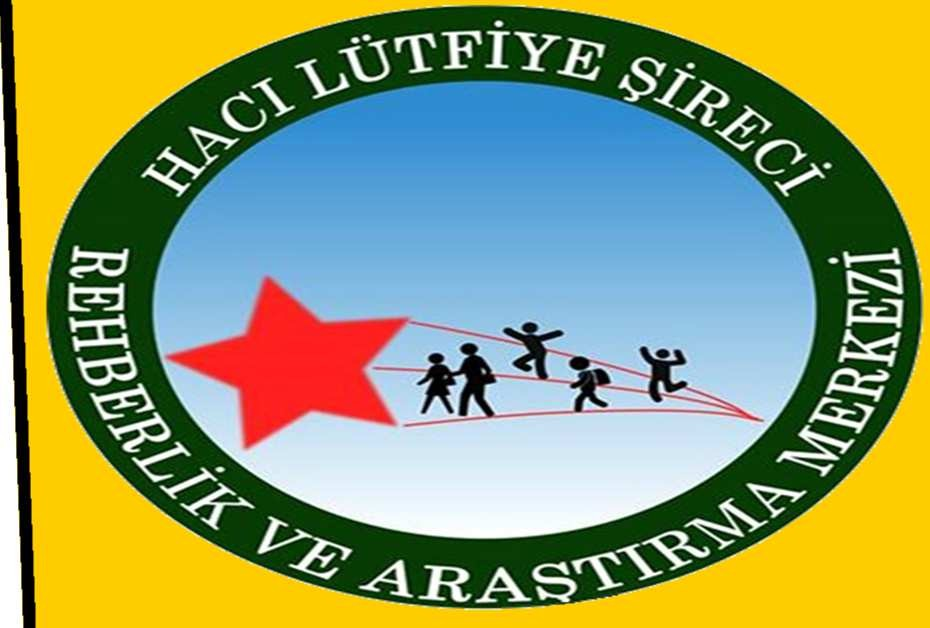 HACI LÜTFİYE ŞİRECİ
REHBERLİK VE ARAŞTIRMA MERKEZİ